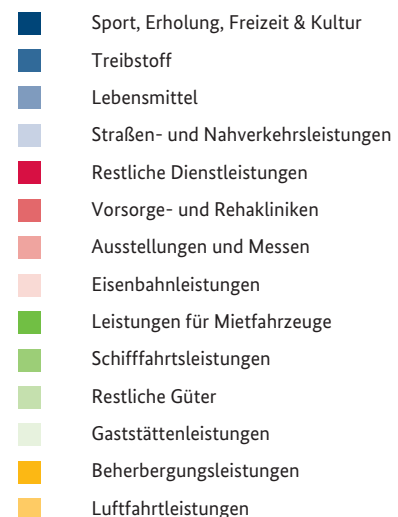 Sport, Erholung, Freizeit & Kultur
Treibstoff
Lebensmittel
Straßen- und Nahverkehrsleistungen
Restliche Dienstleistungen
Vorsorge- und Rehakliniken
Ausstellungen und Messen
Eisenbahnleistungen
Leistungen für Mietfahrzeuge
Schifffahrtsleistungen
Restliche Güter
Gaststättenleistungen
Beherbergungsleistungen
Luftfahrtleistungen